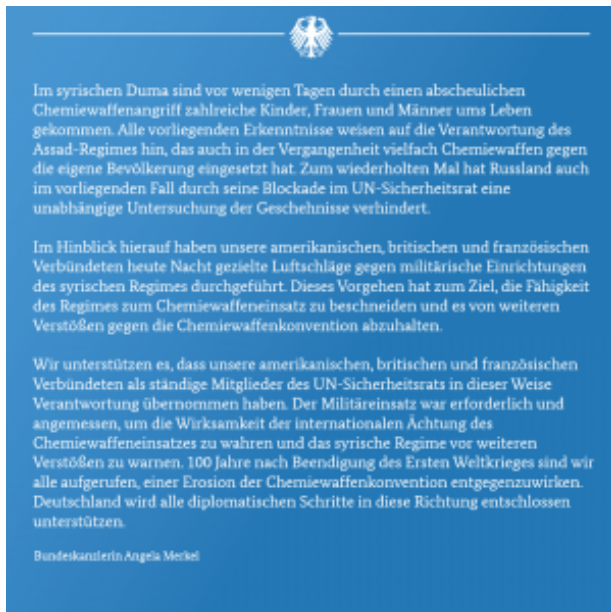 Im syrischen Duma sind vor wenigen Tagen durch einen abscheulichen
Chemiewaffenangriff zahlreiche Kinder, Frauen und Männer ums Leben
gekommen. Alle vorliegenden Erkenntnisse weisen auf die Verantwortung des
Assad-Regimes hin, das auch in der Vergangenheit vielfach Chemiewaffen gegen
die eigene Bevölkerung eingesetzt hat. Zum wiederholten Mal hat Russland auch
im vorliegenden Fall durch seine Blockade im UN-Sicherheitsrat eine
unabhängige Untersuchung der Geschehnisse verhindert.
Im Hinblick hierauf haben unsere amerikanischen, britischen und französischen
Verbündeten heute Nacht gezielte Luftschläge gegen militärische Einrichtungen
des syrischen Regimes durchgeführt. Dieses Vorgehen hat zum Ziel, die Fähigkeit
des Regimes zum Chemiewaffeneinsatz zu beschneiden und es von weiteren
Verstößen gegen die Chemiewaffenkonvention abzuhalten.
Wir unterstützen es, dass unsere amerikanischen, britischen und französischen
Verbündeten als ständige Mitglieder des UN-Sicherheitsrats in dieser Weise
Verantwortung übernommen haben. Der Militäreinsatz war erforderlich und
angemessen, um die Wirksamkeit der internationalen Ächtung des
Chemiewaffeneinsatzes zu wahren und das syrische Regime vor weiteren
Verstößen zu warnen. 100 Jahre nach Beendigung des Ersten Weltkrieges sind wir
alle aufgerufen, einer Erosion der Chemiewaffenkonvention entgegenzuwirken.
Deutschland wird alle diplomatischen Schritte in diese Richtung entschlossen
unterstützen.
Bundeskanzlerin Angela Merkel